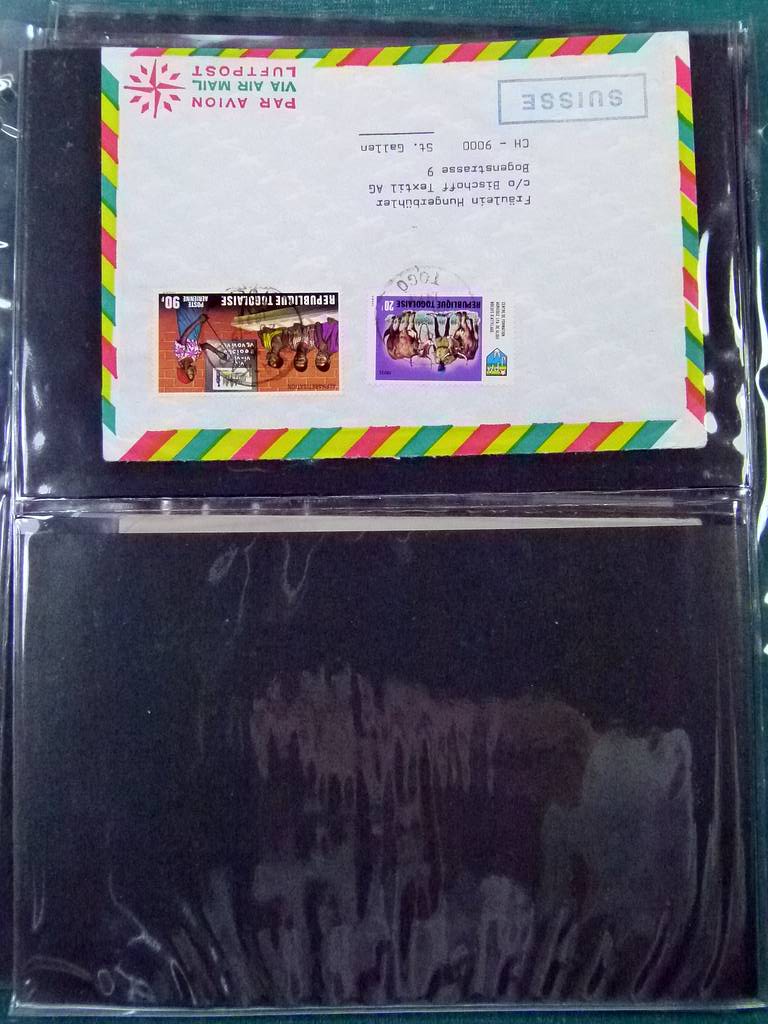 PAR AVION
VIA AIR MAIL
LUFTPOST
SUISSE
Fräulein Hungerbühler
c/o Bischoff Textil AG
Bogenstrasse 9
CH - 9000 St. Gallen
TOGO
REPUBLIQUE TOGOLAISE
20F
REPUBLIQUE TOGOLAISE
POSTE
AERIENNE
90F
ALPHABETISATION